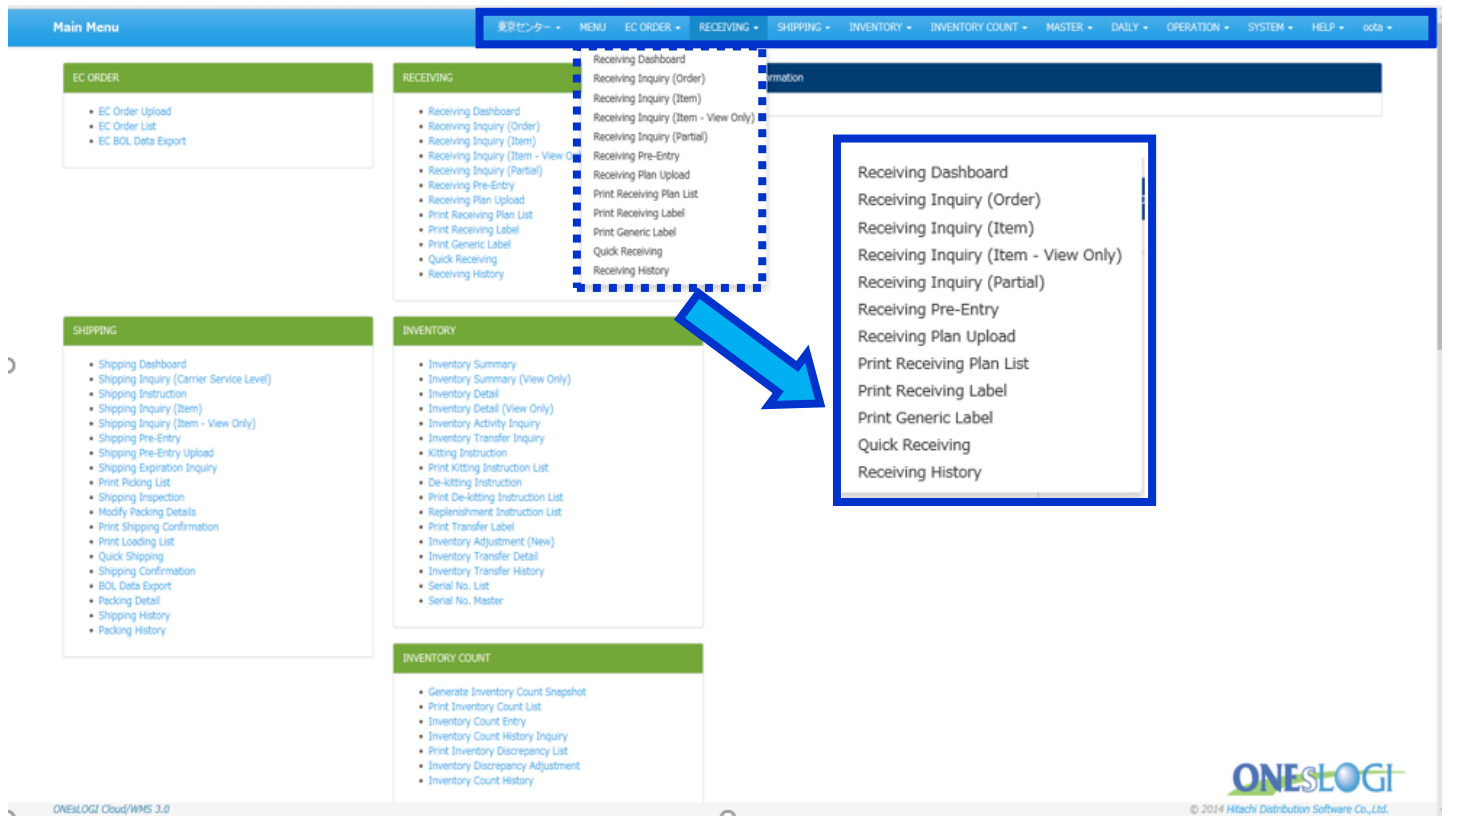 Main Menu
東京センター MENU EC ORDER RECEIVING SHIPPING INVENTORY INVENTORY COUNT MASTER DAILY OPERATION SYSTEM HELP oota
EC ORDER
• EC Order Upload
• EC Order List
• EC BOL Data Export
RECEIVING
• Receiving Dashboard
• Receiving Inquiry (Order)
• Receiving Inquiry (Item)
• Receiving Inquiry (Item - View O
• Receiving Inquiry (Partial)
• Receiving Pre-Entry
• Receiving Plan Upload
• Print Receiving Plan List
• Print Receiving Label
• Print Generic Label
• Quick Receiving
• Receiving History
Receiving Dashboard
Receiving Inquiry (Order)
Receiving Inquiry (Item)
Receiving Inquiry (Item - View Only)
Receiving Inquiry (Partial)
Receiving Pre-Entry
Receiving Plan Upload
Print Receiving Plan List
Print Receiving Label
Print Generic Label
Quick Receiving
Receiving History
rmation
Receiving Dashboard
Receiving Inquiry (Order)
Receiving Inquiry (Item)
Receiving Inquiry (Item - View Only)
Receiving Inquiry (Partial)
Receiving Pre-Entry
Receiving Plan Upload
Print Receiving Plan List
Print Receiving Label
Print Generic Label
Quick Receiving
Receiving History
SHIPPING
• Shipping Dashboard
• Shipping Inquiry (Carrier Service Level)
• Shipping Instruction
• Shipping Inquiry (Item)
• Shipping Inquiry (Item - View Only)
• Shipping Pre-Entry
• Shipping Pre-Entry Upload
• Shipping Expiration Inquiry
• Print Picking List
• Shipping Inspection
• Modify Packing Details
• Print Shipping Confirmation
• Print Loading List
• Quick Shipping
• Shipping Confirmation
• BOL Data Export
• Packing Detail
• Shipping History
• Packing History
INVENTORY
• Inventory Summary
• Inventory Summary (View Only)
• Inventory Detail
• Inventory Detail (View Only)
• Inventory Activity Inquiry
• Inventory Transfer Inquiry
• Kitting Instruction
• Print Kitting Instruction List
• De-kitting Instruction
• Print De-kitting Instruction List
• Replenishment Instruction List
• Print Transfer Label
• Inventory Adjustment (New)
• Inventory Transfer Detail
• Inventory Transfer History
• Serial No. List
• Serial No. Master
INVENTORY COUNT
• Generate Inventory Count Snapshot
• Print Inventory Count List
• Inventory Count Entry
• Inventory Count History Inquiry
• Print Inventory Discrepancy List
• Inventory Discrepancy Adjustment
• Inventory Count History
ONEsLOGI
ONEsLOGI Cloud/WMS 3.0
© 2014 Hitachi Distribution Software Co.,Ltd.